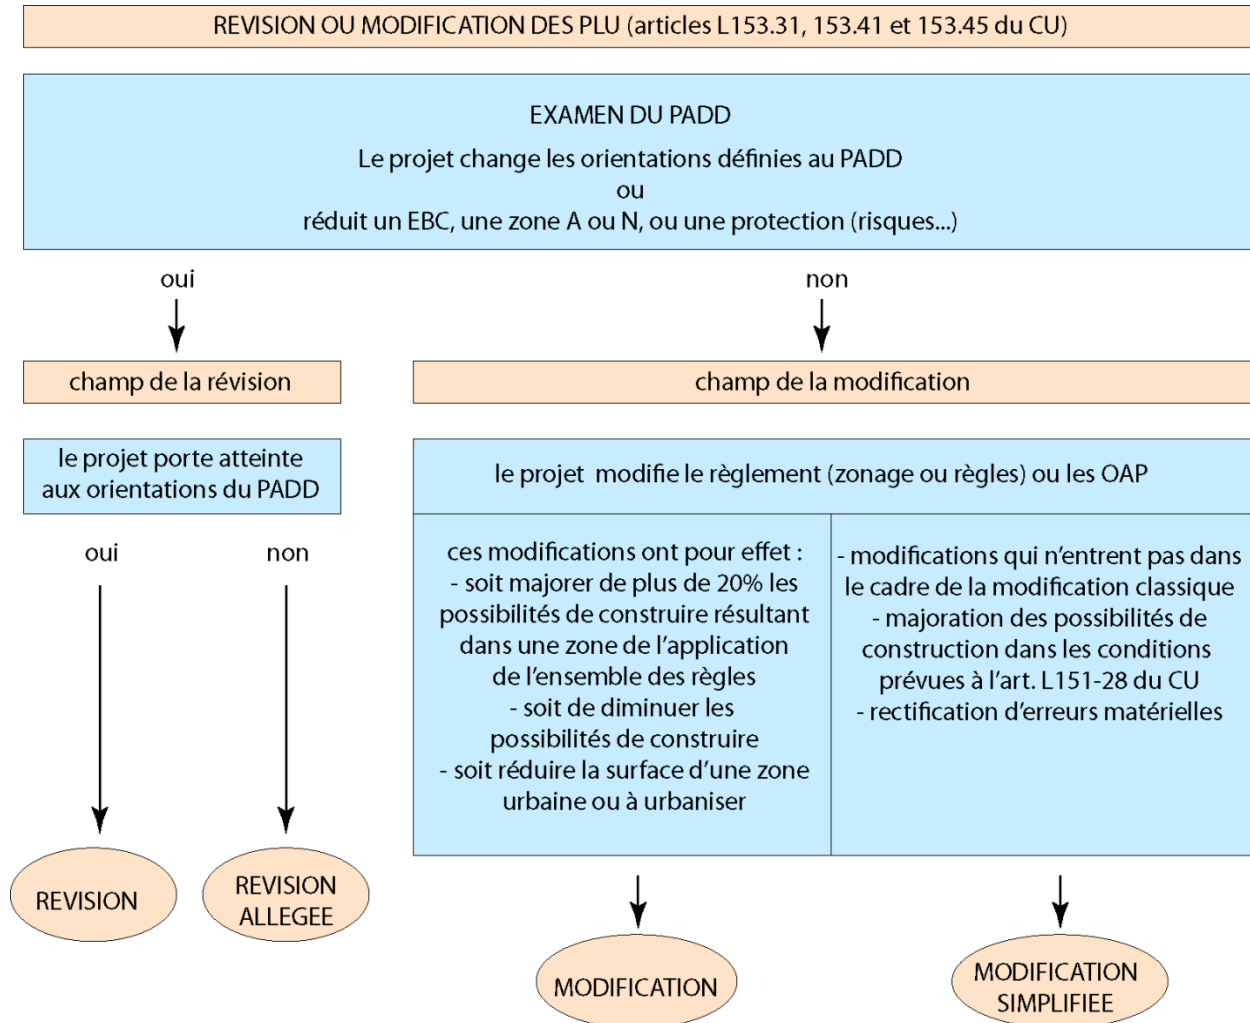 REVISION OU MODIFICATION DES PLU (articles L153.31, 153.41 et 153.45 du CU)
EXAMEN DU PADD
Le projet change les orientations définies au PADD
ou
réduit un EBC, une zone A ou N, ou une protection (risques...)
oui
non
champ de la révision
champ de la modification
le projet porte atteinte
aux orientations du PADD
le projet  modifie le règlement (zonage ou règles) ou les OAP
oui
non
ces modifications ont pour effet :
- soit majorer de plus de 20% les
possibilités de construire résultant
dans une zone de l'application
de l'ensemble des règles
- soit de diminuer les
possibilités de construire
- soit réduire la surface d'une zone
urbaine ou à urbaniser
- modifications qui n'entrent pas dans
le cadre de la modification classique
- majoration des possibilités de
construction dans les conditions
prévues à l'art. L151-28 du CU
- rectification d'erreurs matérielles
REVISION
REVISION
ALLEGEE
MODIFICATION
MODIFICATION
SIMPLIFIEE